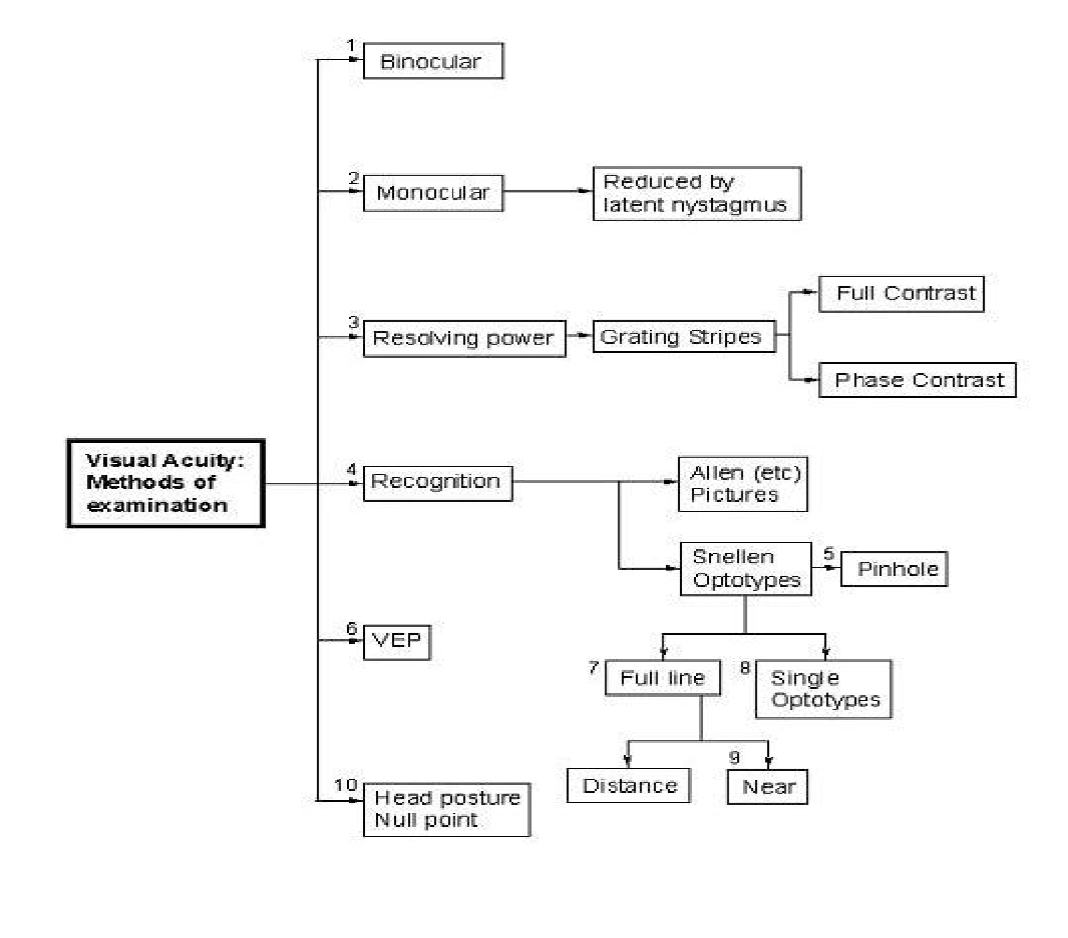 1
Binocular
2
Monocular
Reduced by
latent nystagmus
3
Resolving power
Grating Stripes
Full Contrast
Phase Contrast
Visual Acuity:
Methods of
examination
4
Recognition
Allen (etc)
Pictures
Snellen
Optotypes
5
Pinhole
6
VEP
7
Full line
8
Single
Optotypes
Distance
9
Near
10
Head posture
Null point